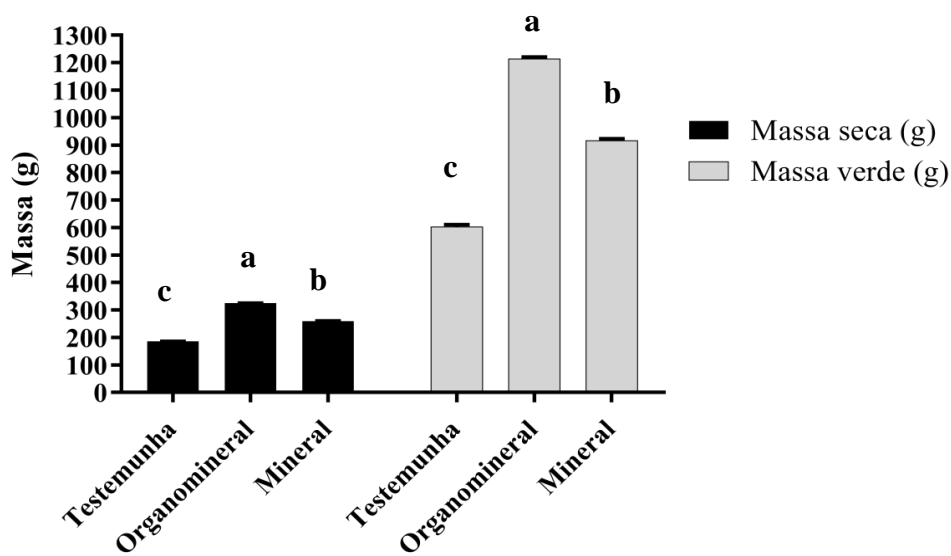 Massa (g)
1300
1200
1100
1000
900
800
700
600
500
400
300
200
100
0
c
a
b
c
a
b
Testemunha
Organomineral
Mineral
Testemunha
Organomineral
Mineral
Massa seca (g)
Massa verde (g)